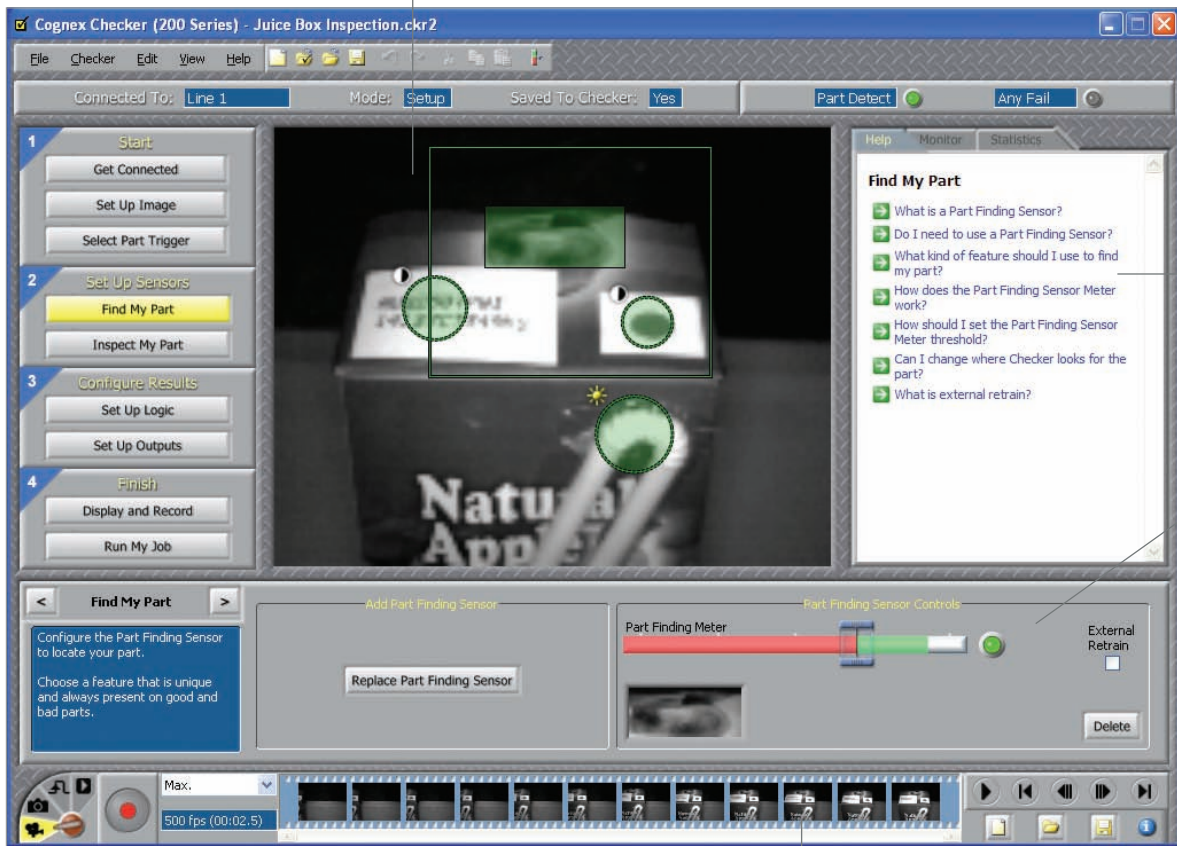 Cognex Checker (200 Series) - Juice Box Inspection.ckr2
File Checker Edit View Help
Connected To: Line 1 Mode: Setup Saved To Checker: Yes Part Detect Any Fail
1 Start
Get Connected
Set Up Image
Select Part Trigger
2 Set Up Sensors
Find My Part
Inspect My Part
3 Configure Results
Set Up Logic
Set Up Outputs
4 Finish
Display and Record
Run My Job
Natural
Apple
Help Monitor Statistics
Find My Part
What is a Part Finding Sensor?
Do I need to use a Part Finding Sensor?
What kind of feature should I use to find
my part?
How does the Part Finding Sensor Meter
work?
How should I set the Part Finding Sensor
Meter threshold?
Can I change where Checker looks for the
part?
What is external retrain?
< Find My Part >
Configure the Part Finding Sensor
to locate your part.
Choose a feature that is unique
and always present on good and
bad parts.
Add Part Finding Sensor
Replace Part Finding Sensor
Part Finding Sensor Controls
Part Finding Meter
External
Retrain
Delete
Max.
500 fps (00:02.5)